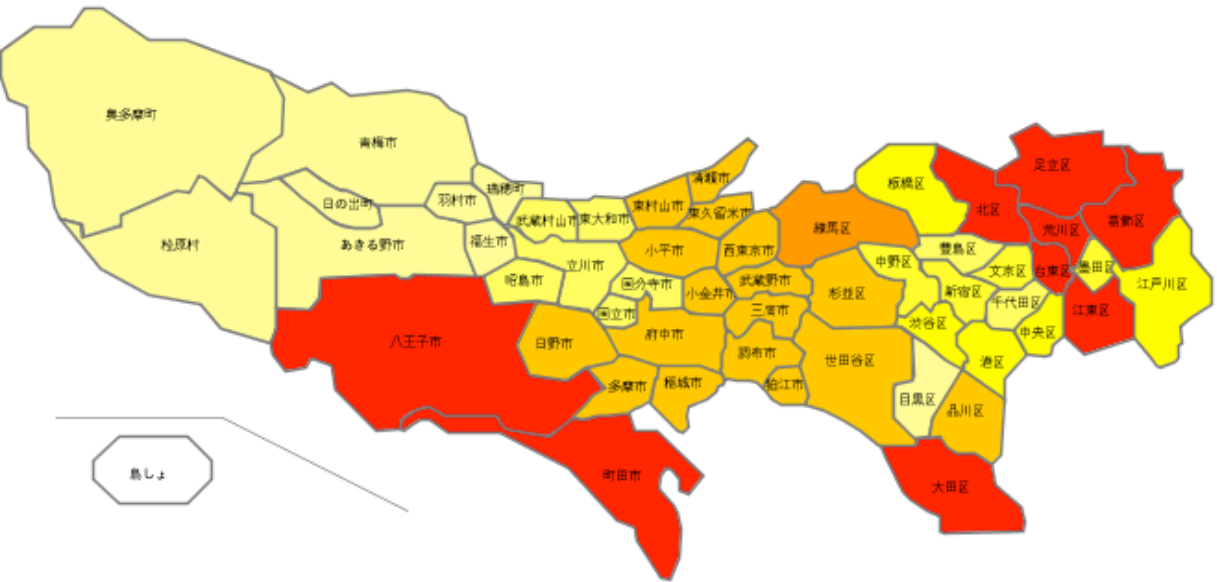 奥多摩町
青梅市
日の出町
桧原村
あきる野市
羽村市
瑞穂町
福生市
昭島市
武蔵村山市
東大和市
立川市
国分寺市
国立市
八王子市
日野市
多摩市
稲城市
町田市
東村山市
清瀬市
東久留米市
小平市
西東京市
小金井市
武蔵野市
三鷹市
府中市
調布市
狛江市
練馬区
板橋区
北区
足立区
葛飾区
荒川区
豊島区
文京区
台東区
墨田区
江戸川区
中野区
杉並区
新宿区
千代田区
渋谷区
中央区
江東区
世田谷区
港区
目黒区
品川区
大田区
島しょ